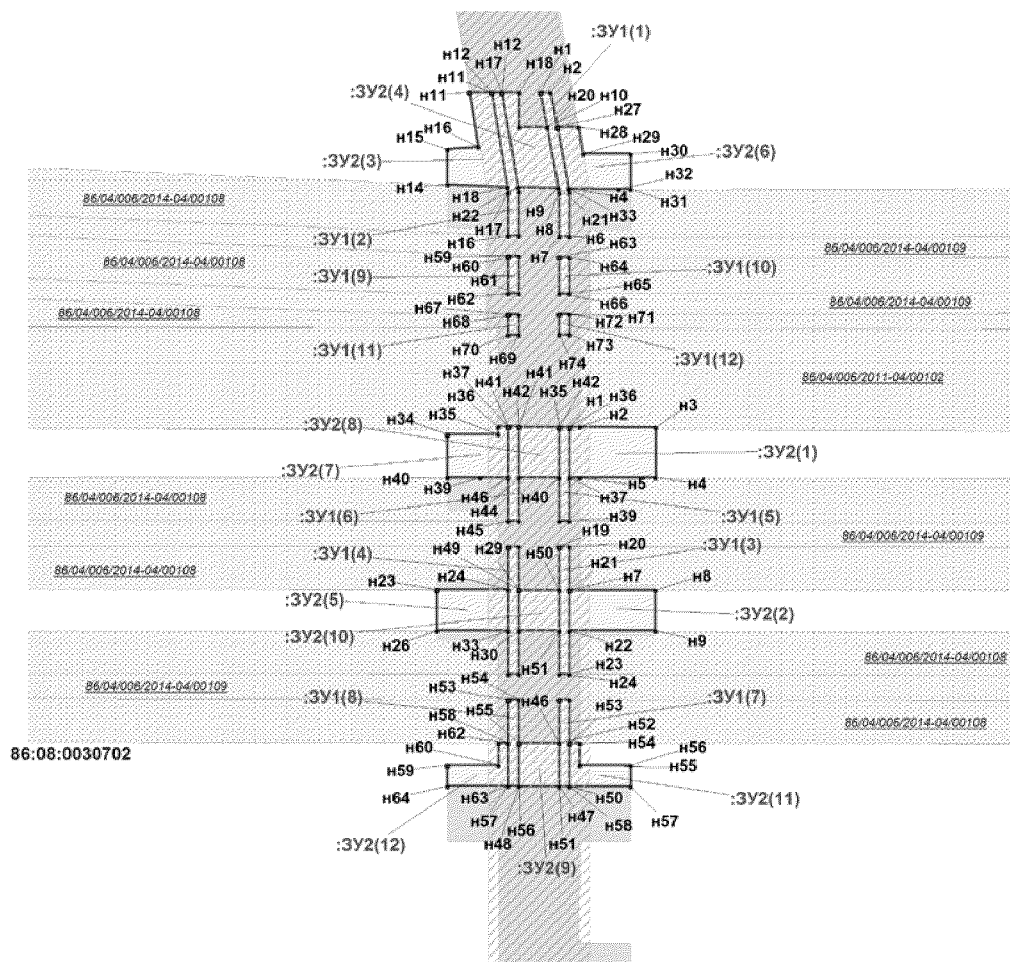 :ЗУ1(1)
н12
н1
н12
н17
н18
н2
н11
:ЗУ2(4)
н11
н20
н10
н27
н28
н16
н29
н15
н30
:ЗУ2(3)
:ЗУ2(6)
н32
н14
н18
н4
н31
86/04/006/2014-04/00108
н9
н33
н22
н21
н17
н8
:ЗУ1(2)
н16
н6
н63
86/04/006/2014-04/00109
н59
н7
86/04/006/2014-04/00108
н60
н64
:ЗУ1(9)
н61
н65
:ЗУ1(10)
н62
н66
86/04/006/2014-04/00109
н67
86/04/006/2014-04/00108
н68
н72
н71
:ЗУ1(11)
н70
н73
:ЗУ1(12)
н69
н74
н37
н41
86/04/006/2011-04/00102
н41
н42
н36
н42
н35
н1
н36
н34
н35
н2
н3
:ЗУ2(8)
:ЗУ2(1)
:ЗУ2(7)
н40
н39
н5
н4
86/04/006/2014-04/00108
н46
н40
н37
:ЗУ1(6)
н44
н39
:ЗУ1(5)
н45
н19
86/04/006/2014-04/00109
н49
н29
н50
н20
:ЗУ1(3)
:ЗУ1(4)
н21
86/04/006/2014-04/00108
н23
н24
н7
н8
:ЗУ2(5)
:ЗУ2(2)
:ЗУ2(10)
н26
н33
н22
н9
н30
н23
86/04/006/2014-04/00108
н51
н24
н54
86/04/006/2014-04/00109
н53
н46
н53
:ЗУ1(8)
:ЗУ1(7)
н55
н58
н52
86/04/006/2014-04/00108
н62
н54
86:08:0030702
н60
н56
н59
н55
н64
н63
н50
:ЗУ2(11)
н57
н56
н47
н57
н48
н51
н58
:ЗУ2(12)
:ЗУ2(9)